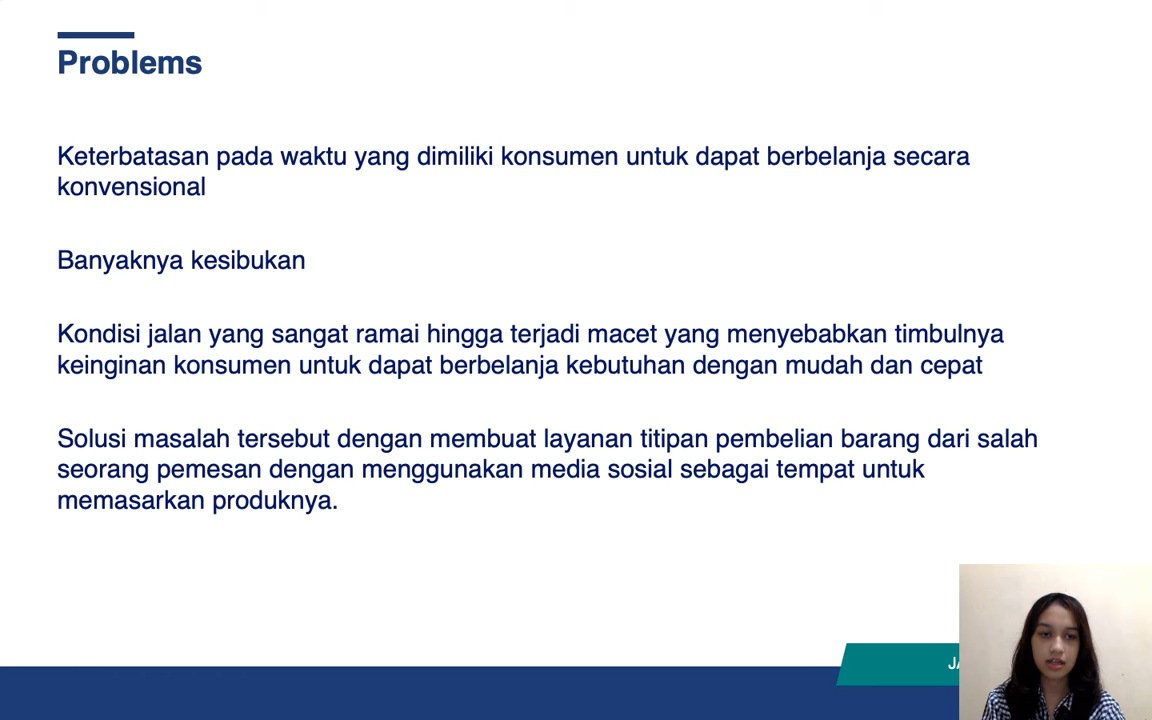 Problems
Keterbatasan pada waktu yang dimiliki konsumen untuk dapat berbelanja secara
konvensional
Banyaknya kesibukan
Kondisi jalan yang sangat ramai hingga terjadi macet yang menyebabkan timbulnya
keinginan konsumen untuk dapat berbelanja kebutuhan dengan mudah dan cepat
Solusi masalah tersebut dengan membuat layanan titipan pembelian barang dari salah
seorang pemesan dengan menggunakan media sosial sebagai tempat untuk
memasarkan produknya.